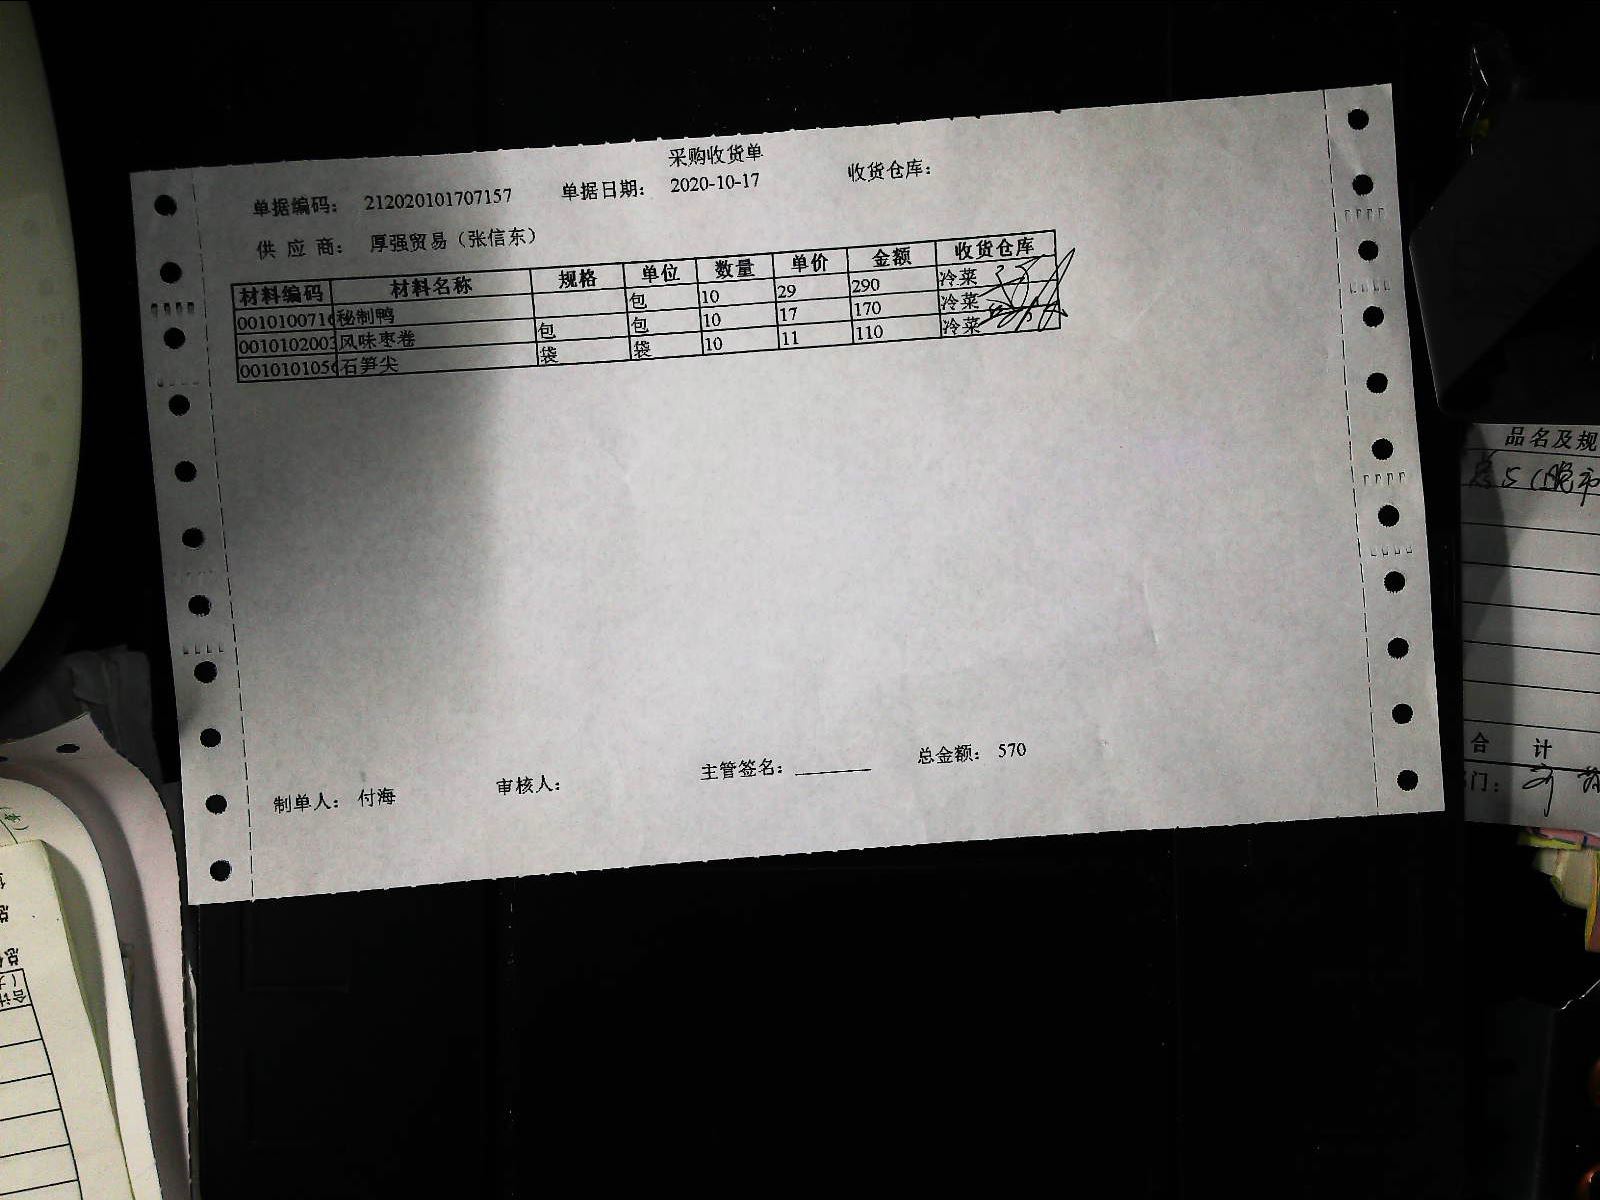 采购收货单
单据编码： 212020101707157 单据日期： 2020-10-17 收货仓库：
供 应 商： 厚强贸易（张信东）
材料编码 材料名称 规格 单位 数量 单价 金额 收货仓库
001010071 秘制鸭 包 10 29 290 冷菜
0010102003 风味枣卷 包 包 10 17 170 冷菜
001010105 石笋尖 袋 袋 10 11 110 冷菜
制单人： 付海 审核人： 主管签名： 总金额： 570
品名及规
合 计
门：
合计